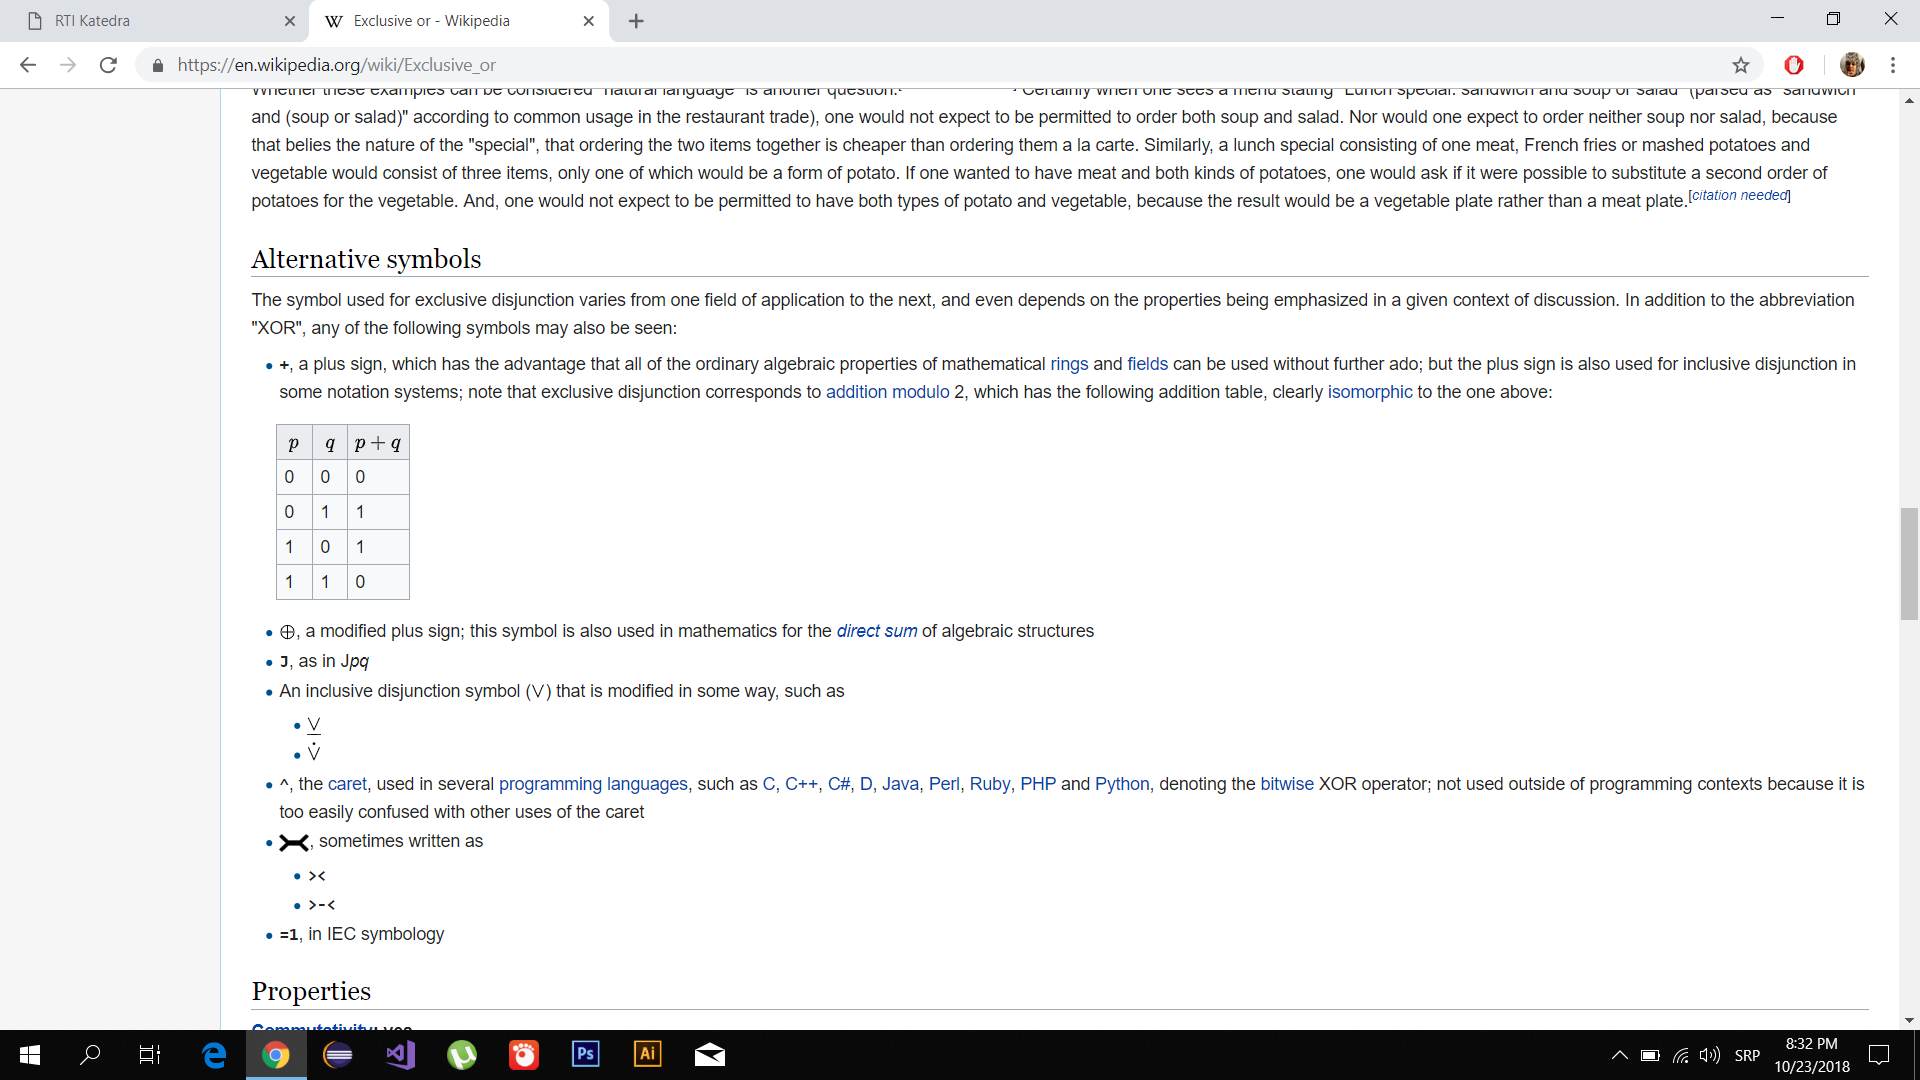 RTI Katedra
W Exclusive or - Wikipedia
https://en.wikipedia.org/wiki/Exclusive_or
Whether these examples can be considered "natural language" is another question. Certainly when one sees a menu stating "Lunch special: sandwich and soup or salad" (parsed as "sandwich
and (soup or salad)" according to common usage in the restaurant trade), one would not expect to be permitted to order both soup and salad. Nor would one expect to order neither soup nor salad, because
that belies the nature of the "special", that ordering the two items together is cheaper than ordering them a la carte. Similarly, a lunch special consisting of one meat, French fries or mashed potatoes and
vegetable would consist of three items, only one of which would be a form of potato. If one wanted to have meat and both kinds of potatoes, one would ask if it were possible to substitute a second order of
potatoes for the vegetable. And, one would not expect to be permitted to have both types of potato and vegetable, because the result would be a vegetable plate rather than a meat plate.[citation needed]
Alternative symbols
The symbol used for exclusive disjunction varies from one field of application to the next, and even depends on the properties being emphasized in a given context of discussion. In addition to the abbreviation
"XOR", any of the following symbols may also be seen:
• +, a plus sign, which has the advantage that all of the ordinary algebraic properties of mathematical rings and fields can be used without further ado; but the plus sign is also used for inclusive disjunction in
some notation systems; note that exclusive disjunction corresponds to addition modulo 2, which has the following addition table, clearly isomorphic to the one above:
p q p + q
0 0 0
0 1 1
1 0 1
1 1 0
• ⊕, a modified plus sign; this symbol is also used in mathematics for the direct sum of algebraic structures
• J, as in Jpq
• An inclusive disjunction symbol (∨) that is modified in some way, such as
• ⊻
• ∨̇
• ^, the caret, used in several programming languages, such as C, C++, C#, D, Java, Perl, Ruby, PHP and Python, denoting the bitwise XOR operator; not used outside of programming contexts because it is
too easily confused with other uses of the caret
• >-<, sometimes written as
• ><
• >-<
• =1, in IEC symbology
Properties
Commutativity: yes
Ps
Ai
SRP
8:32 PM
10/23/2018